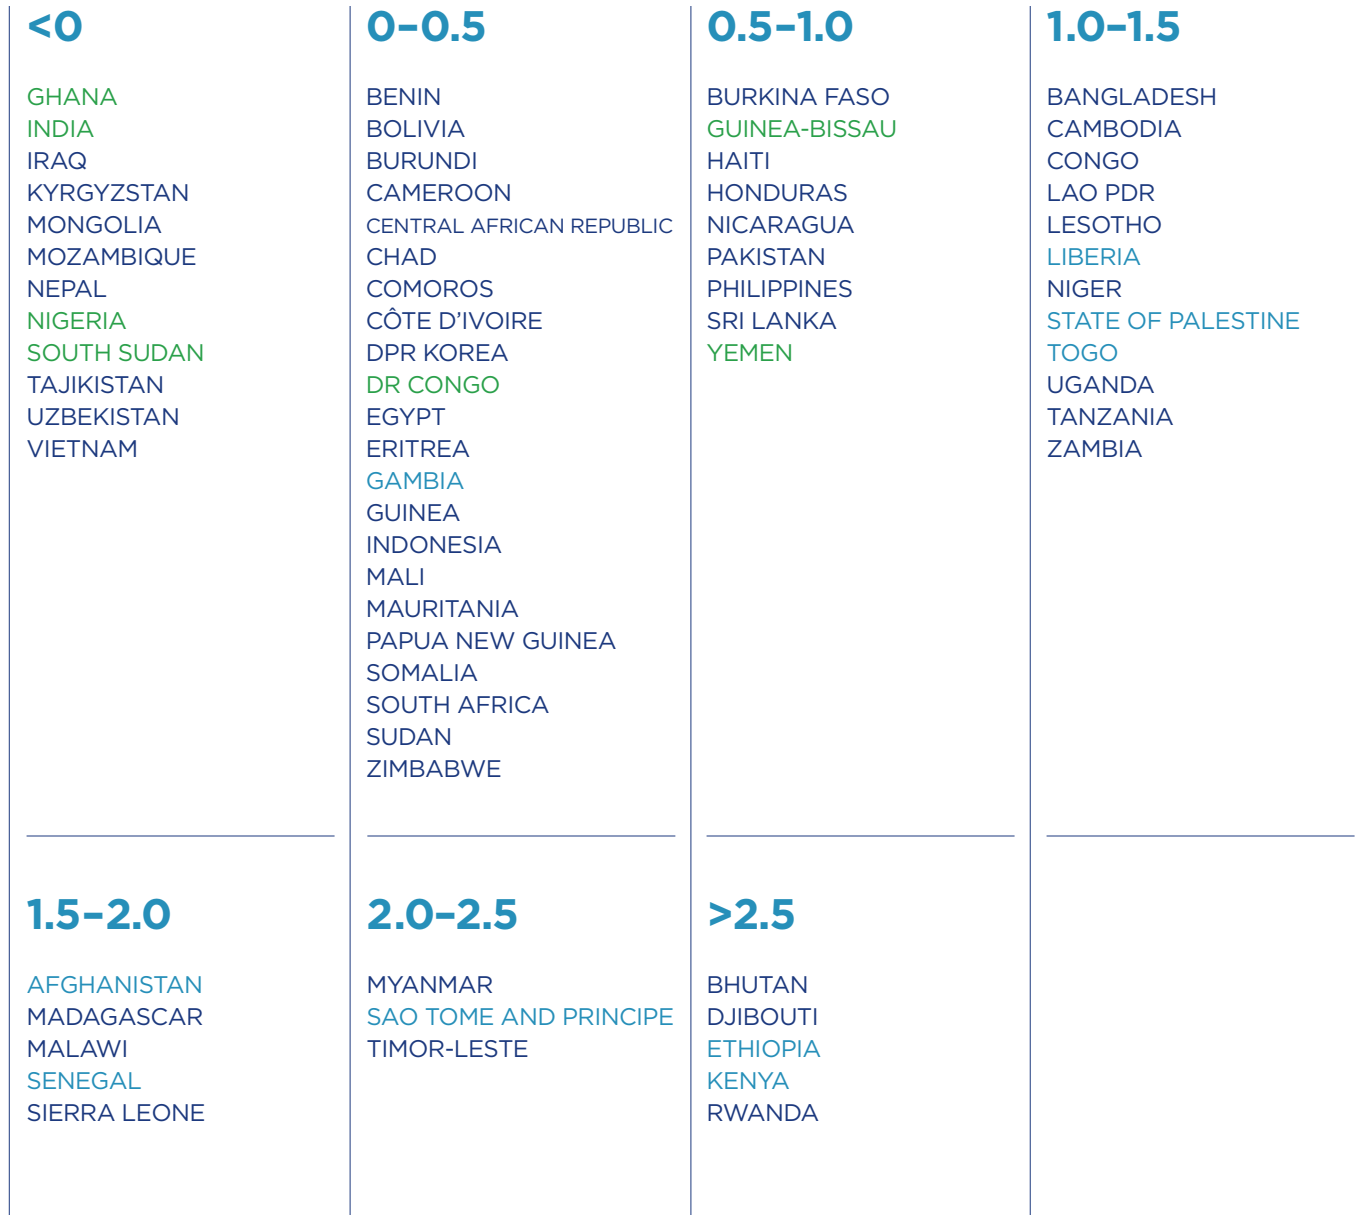 <0
GHANA
INDIA
IRAQ
KYRGYZSTAN
MONGOLIA
MOZAMBIQUE
NEPAL
NIGERIA
SOUTH SUDAN
TAJIKISTAN
UZBEKISTAN
VIETNAM
0–0.5
BENIN
BOLIVIA
BURUNDI
CAMEROON
CENTRAL AFRICAN REPUBLIC
CHAD
COMOROS
CÔTE D’IVOIRE
DPR KOREA
DR CONGO
EGYPT
ERITREA
GAMBIA
GUINEA
INDONESIA
MALI
MAURITANIA
PAPUA NEW GUINEA
SOMALIA
SOUTH AFRICA
SUDAN
ZIMBABWE
0.5–1.0
BURKINA FASO
GUINEA-BISSAU
HAITI
HONDURAS
NICARAGUA
PAKISTAN
PHILIPPINES
SRI LANKA
YEMEN
1.0–1.5
BANGLADESH
CAMBODIA
CONGO
LAO PDR
LESOTHO
LIBERIA
NIGER
STATE OF PALESTINE
TOGO
UGANDA
TANZANIA
ZAMBIA
1.5–2.0
AFGHANISTAN
MADAGASCAR
MALAWI
SENEGAL
SIERRA LEONE
2.0–2.5
MYANMAR
SAO TOME AND PRINCIPE
TIMOR-LESTE
>2.5
BHUTAN
DJIBOUTI
ETHIOPIA
KENYA
RWANDA